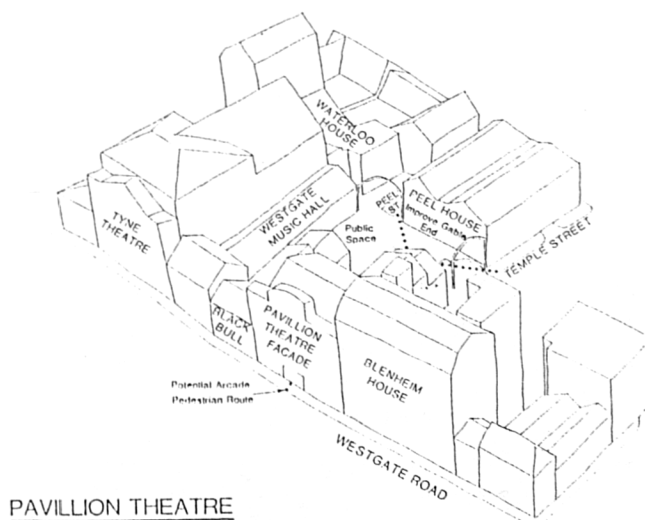 WATERLOO
HOUSE
TYNE
THEATRE
WESTGATE
MUSIC HALL
PEEL
ST
PEEL HOUSE
Improve Gable
End
Public
Space
TEMPLE STREET
BLACK
BULL
PAVILLION
THEATRE
FACADE
BLENHEIM
HOUSE
Potential Arcade
Pedestrian Route
WESTGATE ROAD
PAVILLION THEATRE